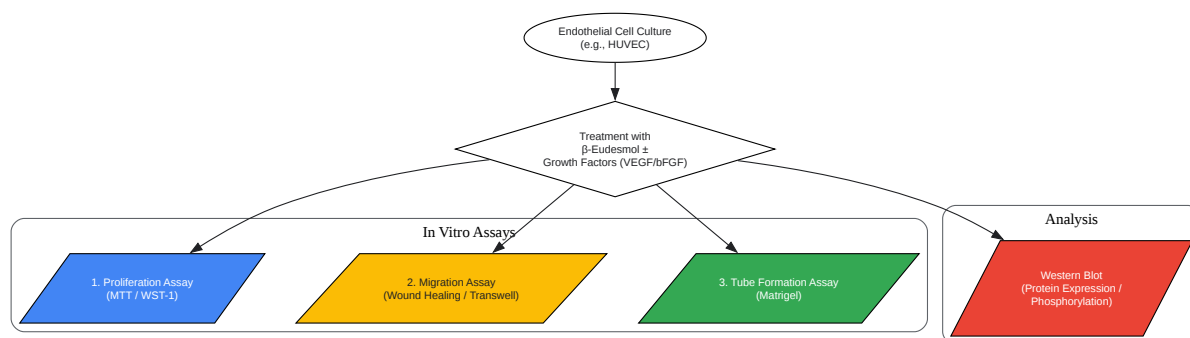 Endothelial Cell Culture
(e.g., HUVEC)
Treatment with
β-Eudesmol ±
Growth Factors (VEGF/bFGF)
In Vitro Assays
Analysis
1. Proliferation Assay
(MTT / WST-1)
2. Migration Assay
(Wound Healing / Transwell)
3. Tube Formation Assay
(Matrigel)
Western Blot
(Protein Expression /
Phosphorylation)